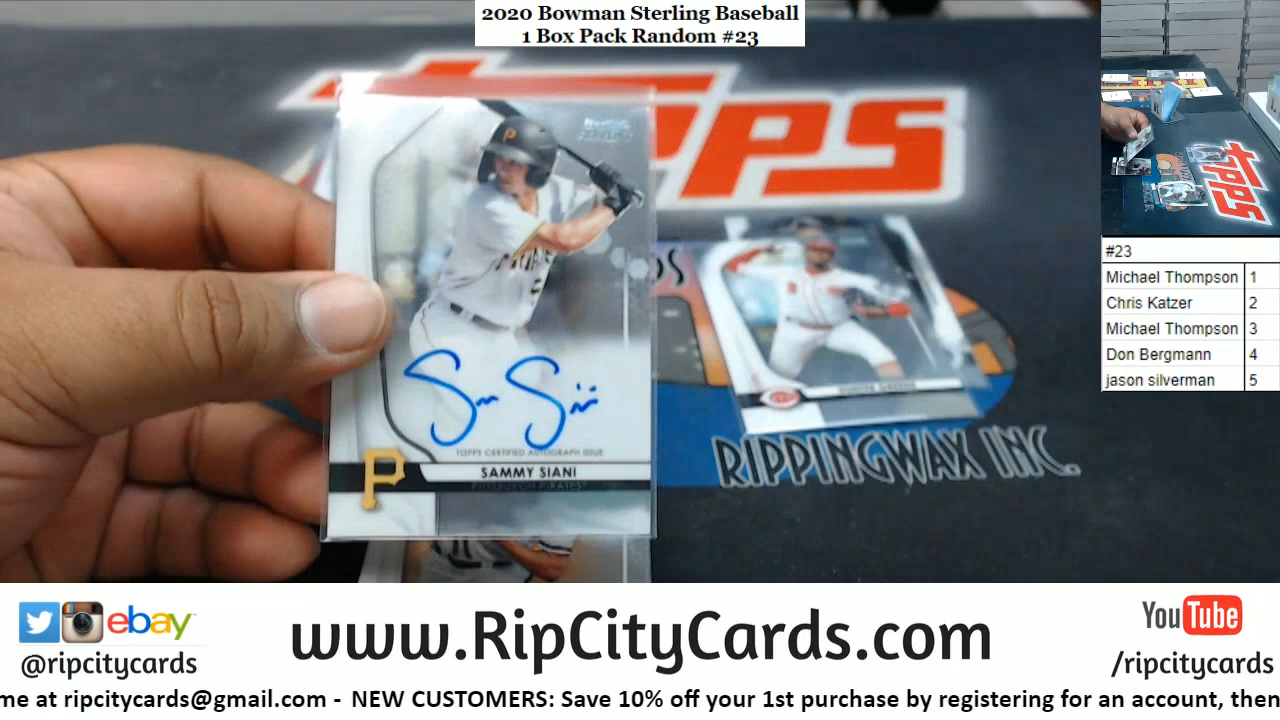 2020 Bowman Sterling Baseball
1 Box Pack Random #23
Topps
TOPPS CERTIFIED AUTOGRAPH ISSUE
SAMMY SIANI
PITTSBURGH PIRATES
P
RIPPINGWAX INC.
Topps
#23
Michael Thompson 1
Chris Katzer 2
Michael Thompson 3
Don Bergmann 4
jason silverman 5
ebay
@ripcitycards
www.RipCityCards.com
YouTube
/ripcitycards
me at ripcitycards@gmail.com - NEW CUSTOMERS: Save 10% off your 1st purchase by registering for an account, then